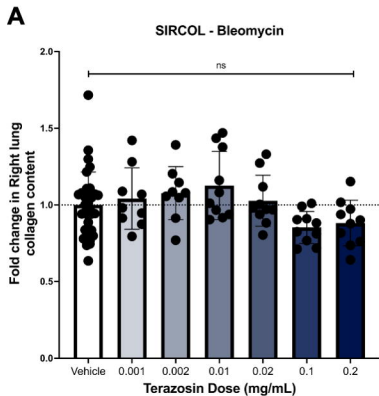 A
SIRCOL - Bleomycin
2.0
ns
1.5
1.0
0.5
0.0
Fold change in Right lung
collagen content
Vehicle 0.001 0.002 0.01 0.02 0.1 0.2
Terazosin Dose (mg/mL)